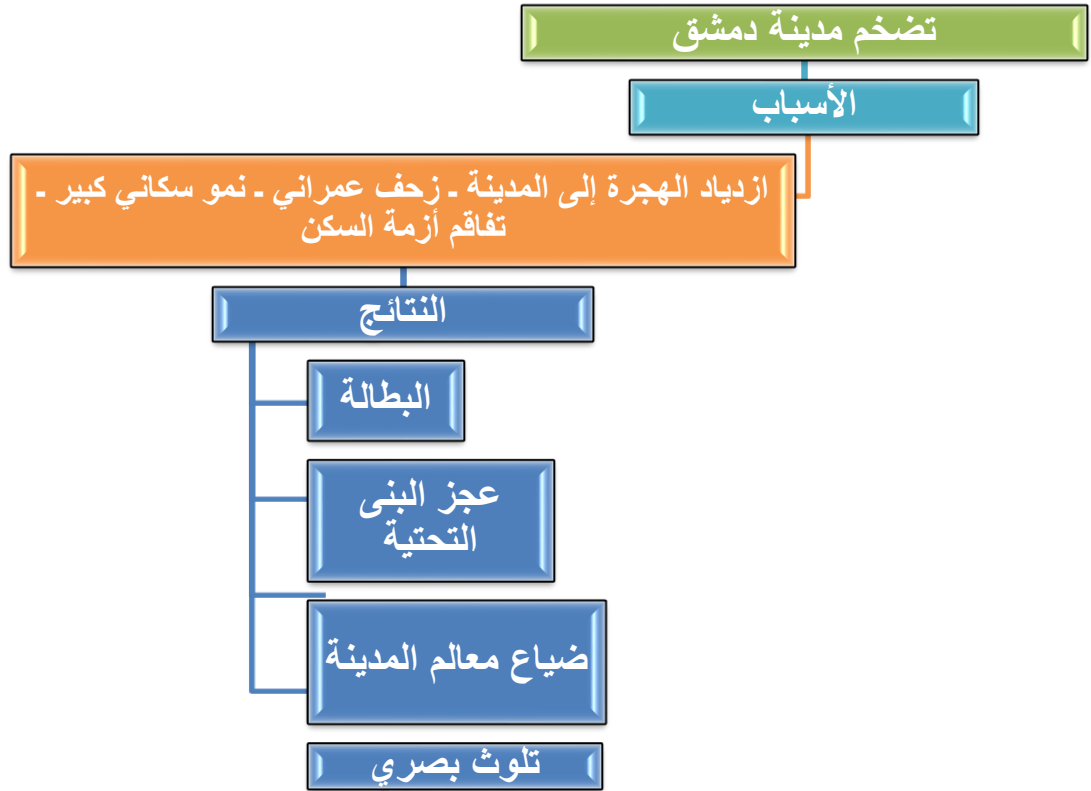 تضخم مدينة دمشق
الأسباب
ازدياد الهجرة إلى المدينة ـ زحف عمراني ـ نمو سكاني كبير ـ
تفاقم أزمة السكن
النتائج
البطالة
عجز البنى
التحتية
ضياع معالم المدينة
تلوث بصري